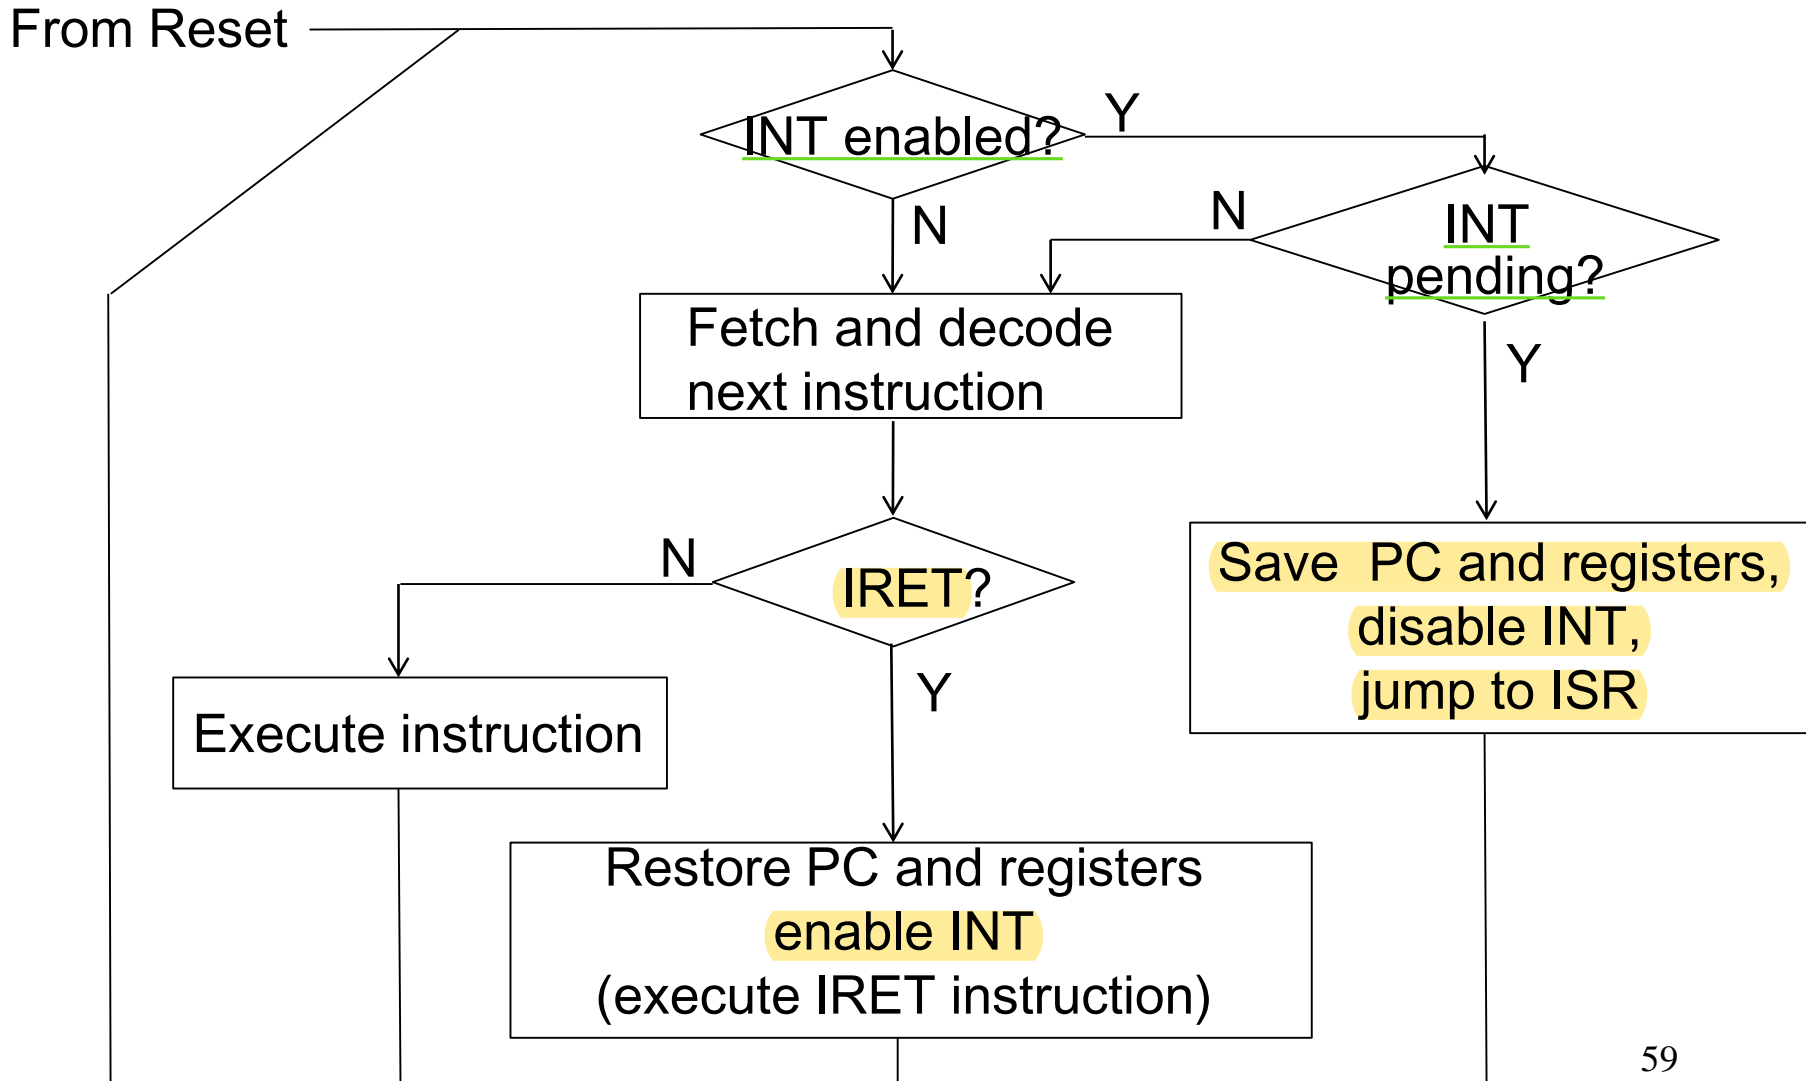 From Reset
INT enabled?
Y
N
N
INT
pending?
Y
Fetch and decode
next instruction
N
IRET?
Y
Save PC and registers,
disable INT,
jump to ISR
Execute instruction
Restore PC and registers
enable INT
(execute IRET instruction)
59